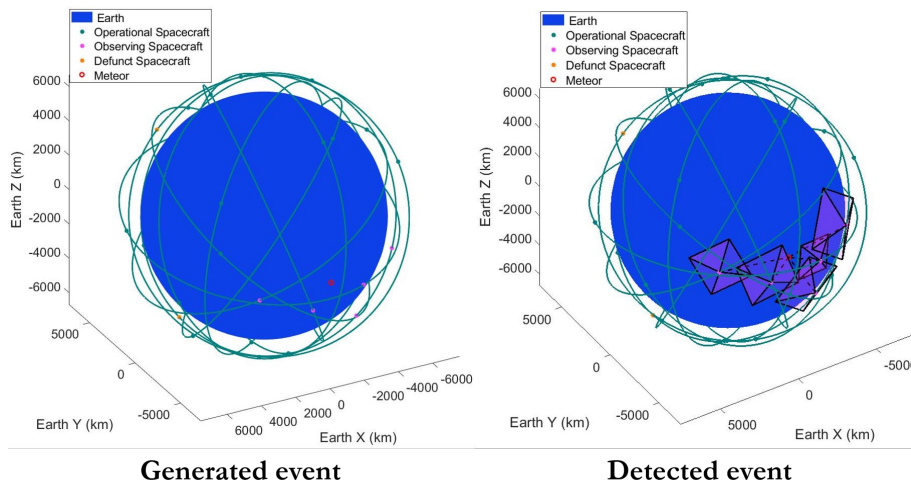 Earth
Operational Spacecraft
Observing Spacecraft
Defunct Spacecraft
Meteor
6000
4000
2000
0
-2000
-4000
-6000
Earth Z (km)
5000
0
-5000
Earth Y (km)
6000 4000 2000 0 -2000 -4000 -6000
Earth X (km)
Generated event
Earth
Operational Spacecraft
Observing Spacecraft
Defunct Spacecraft
Meteor
6000
4000
2000
0
-2000
-4000
-6000
Earth Z (km)
5000
0
-5000
Earth Y (km)
5000 0 -5000
Earth X (km)
Detected event